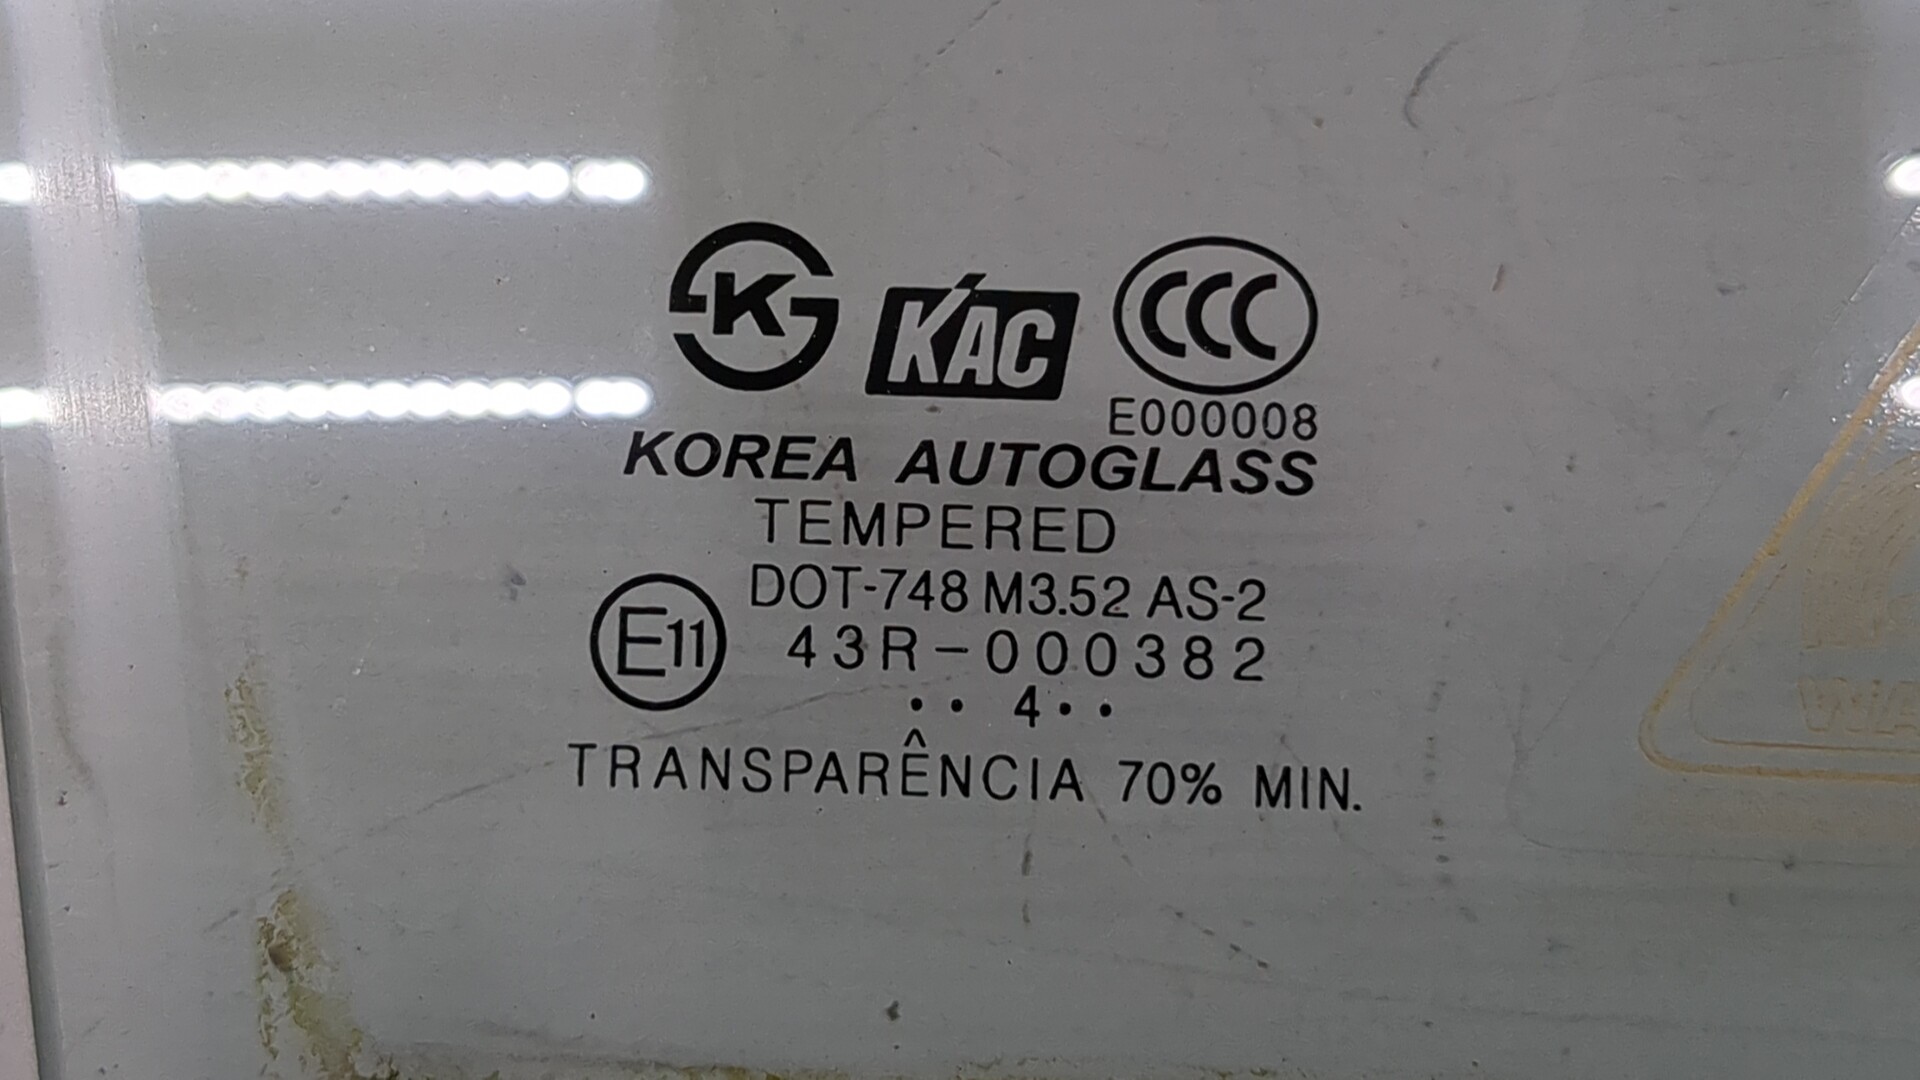 K
KAC
CCC
E000008
KOREA AUTOGLASS
TEMPERED
DOT-748 M3.52 AS-2
E11
43R-000382
•• 4••
TRANSPARÊNCIA 70% MIN.